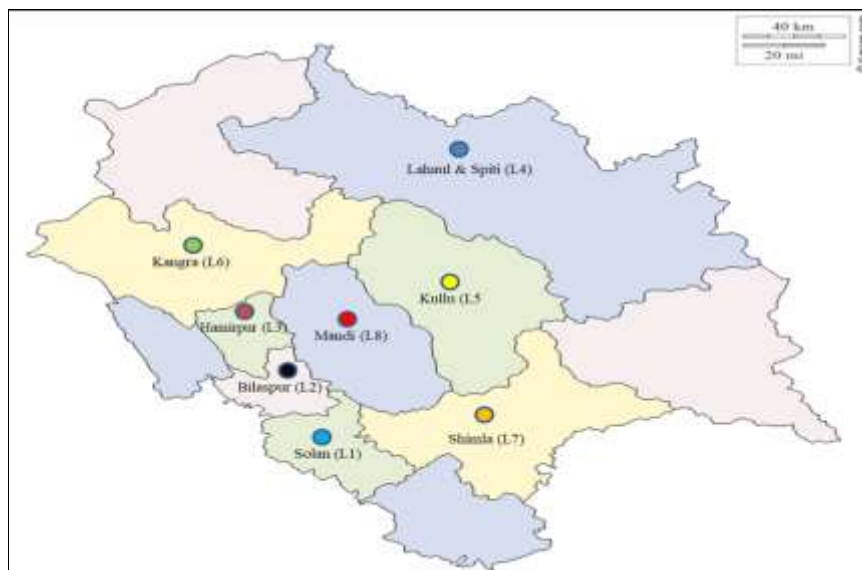 40 km
20 mi
Lahaul & Spiti (L4)
Kangra (L6)
Kullu (L5
Hamirpur (L3)
Mandi (L8)
Bilaspur (L2)
Shimla (L7)
Solan (L1)